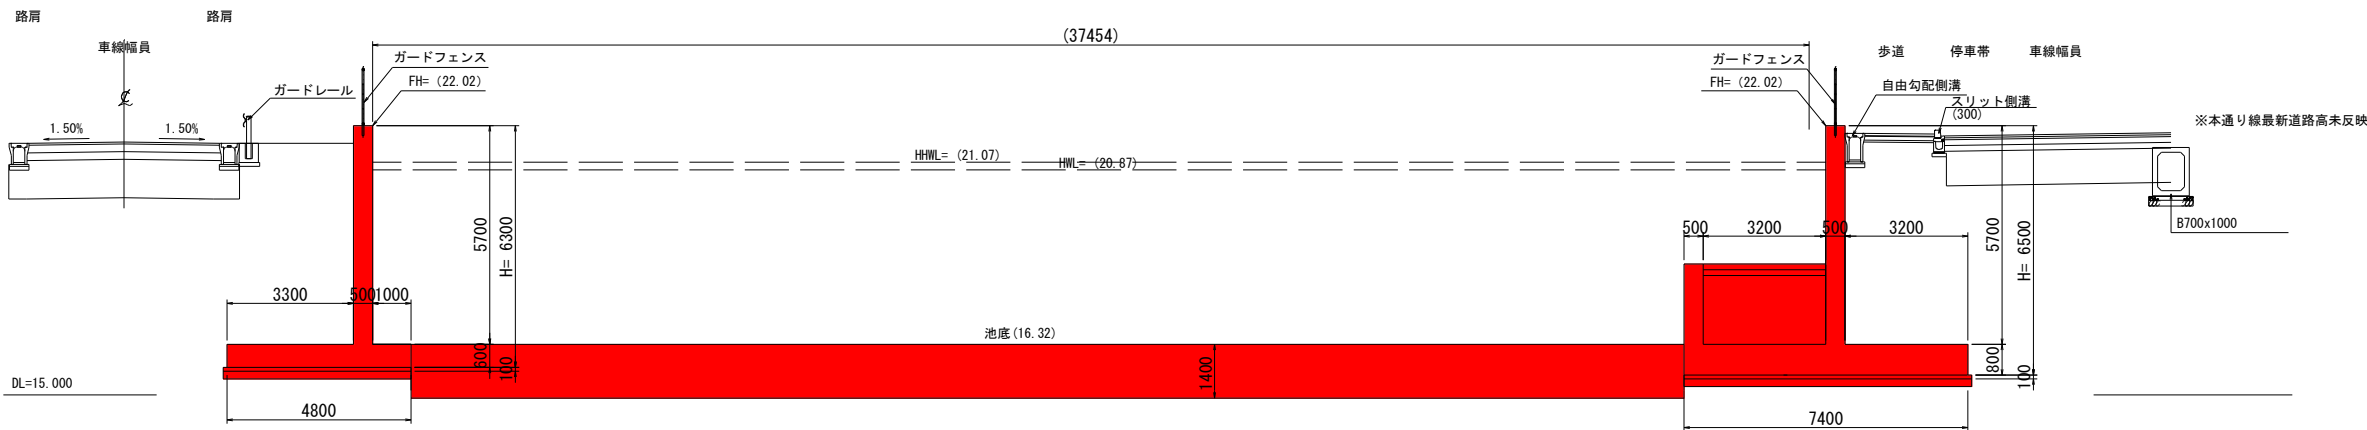 路肩
路肩
車線幅員
℄
1.50%
1.50%
ガードレール
ガードフェンス
FH= (22.02)
(37454)
ガードフェンス
FH= (22.02)
歩道
停車帯
車線幅員
自由勾配側溝
スリット側溝
(300)
※本通り線最新道路高未反映
HHWL= (21.07)
HWL= (20.87)
5700
H= 6300
600
100
3300
500
1000
4800
池底(16.32)
1400
500
3200
500
3200
5700
H= 6500
800
100
7400
B700x1000
DL=15.000